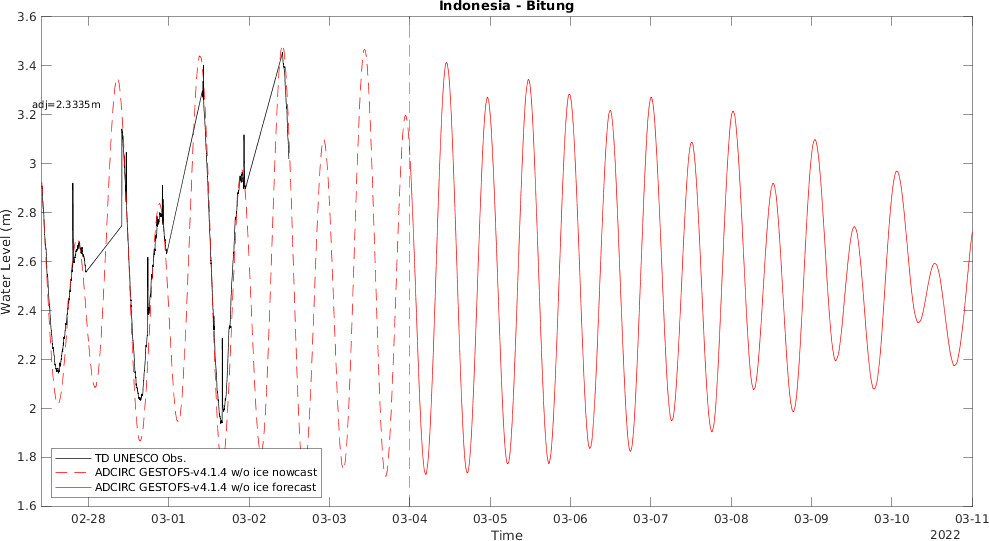 Indonesia - Bitung
3.6
3.4
adj=2.3335m
3.2
3
2.8
2.6
2.4
2.2
2
1.8
1.6
Water Level (m)
TD UNESCO Obs.
ADCIRC GESTOFS-v4.1.4 w/o ice nowcast
ADCIRC GESTOFS-v4.1.4 w/o ice forecast
02-28 03-01 03-02 03-03 03-04 03-05 03-06 03-07 03-08 03-09 03-10 03-11
Time
2022